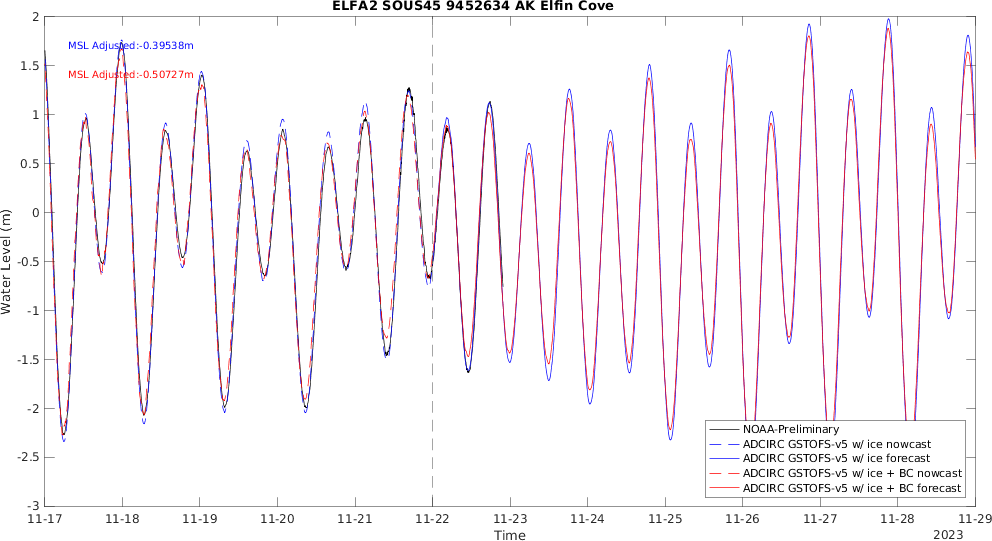 ELFA2 SOUS45 9452634 AK Elfin Cove
MSL Adjusted:-0.39538m
MSL Adjusted:-0.50727m
Water Level (m)
2
1.5
1
0.5
0
-0.5
-1
-1.5
-2
-2.5
-3
NOAA-Preliminary
ADCIRC GSTOFS-v5 w/ ice nowcast
ADCIRC GSTOFS-v5 w/ ice forecast
ADCIRC GSTOFS-v5 w/ ice + BC nowcast
ADCIRC GSTOFS-v5 w/ ice + BC forecast
11-17 11-18 11-19 11-20 11-21 11-22 11-23 11-24 11-25 11-26 11-27 11-28 11-29
Time
2023